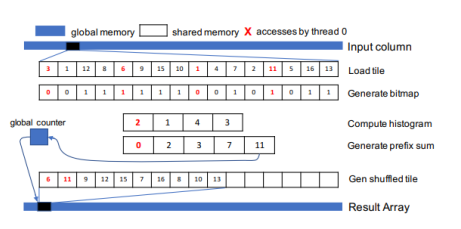 global memory shared memory X accesses by thread 0
Input column
3 1 12 8 6 9 15 10 1 4 7 2 11 5 16 13 Load tile
0 0 1 1 1 1 1 1 0 0 1 0 1 0 1 1 Generate bitmap
global counter 2 1 4 3 Compute histogram
0 2 3 7 11 Generate prefix sum
6 11 9 12 15 7 16 8 10 13 Gen shuffled tile
Result Array